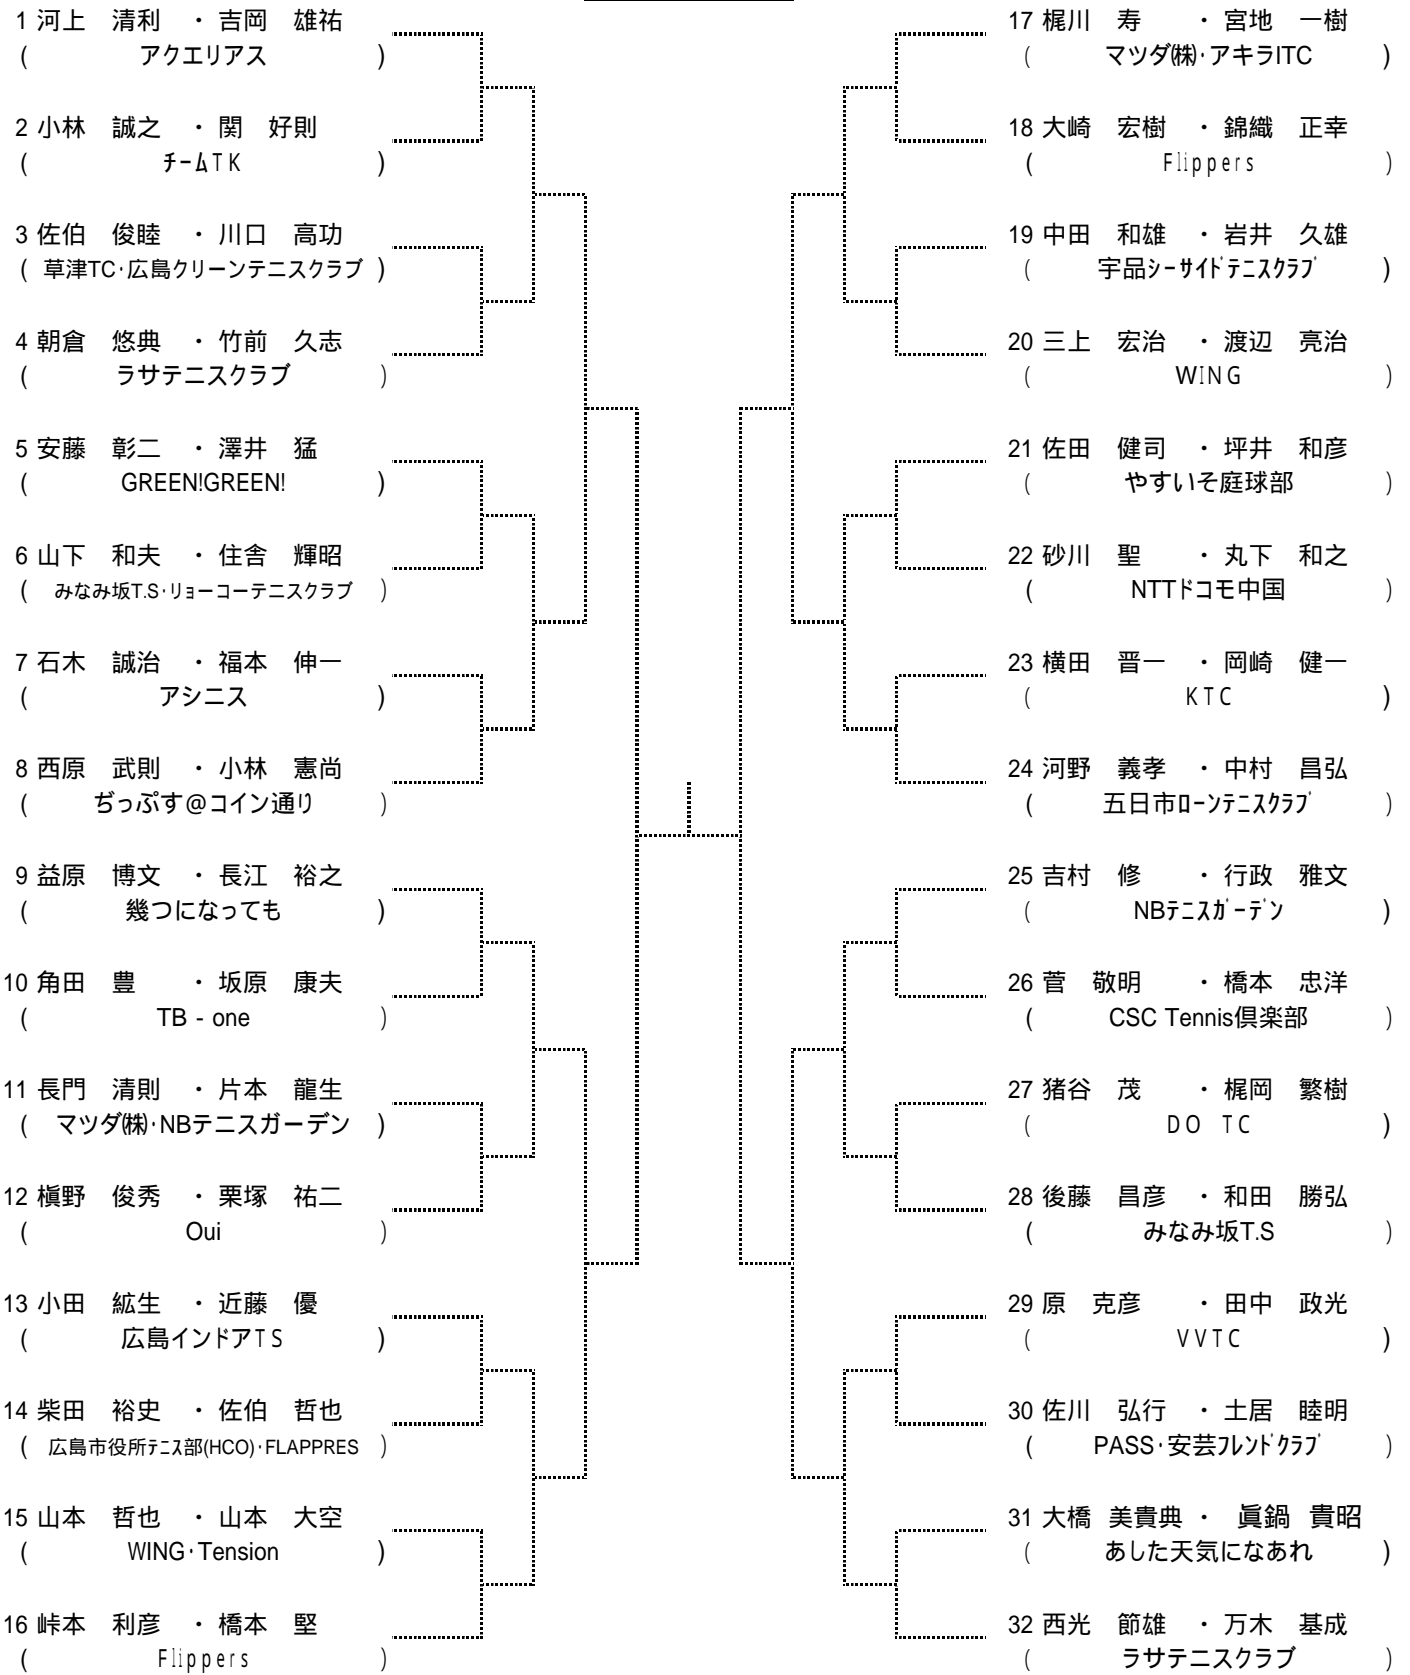 1 河上 清利 ・ 吉岡 雄祐
( アクエリアス )
2 小林 誠之 ・ 関 好則
( チームTK )
3 佐伯 俊睦 ・ 川口 高功
( 草津TC・広島クリーンテニスクラブ )
4 朝倉 悠典 ・ 竹前 久志
( ラサテニスクラブ )
5 安藤 彰二 ・ 澤井 猛
( GREEN!GREEN! )
6 山下 和夫 ・ 住舎 輝昭
( みなみ坂T.S・リョーコーテニスクラブ )
7 石木 誠治 ・ 福本 伸一
( アシニス )
8 西原 武則 ・ 小林 憲尚
( ぢっぷす@コイン通り )
9 益原 博文 ・ 長江 裕之
( 幾つになっても )
10 角田 豊 ・ 坂原 康夫
( TB - one )
11 長門 清則 ・ 片本 龍生
( マツダ㈱・NBテニスガーデン )
12 槇野 俊秀 ・ 栗塚 祐二
( Oui )
13 小田 紘生 ・ 近藤 優
( 広島インドアTS )
14 柴田 裕史 ・ 佐伯 哲也
( 広島市役所テニス部(HCO)・FLAPPRES )
15 山本 哲也 ・ 山本 大空
( WING・Tension )
16 峠本 利彦 ・ 橋本 堅
( Flippers )
17 梶川 寿 ・ 宮地 一樹
( マツダ㈱・アキラITC )
18 大崎 宏樹 ・ 錦織 正幸
( Flippers )
19 中田 和雄 ・ 岩井 久雄
( 宇品シーサイドテニスクラブ )
20 三上 宏治 ・ 渡辺 亮治
( WING )
21 佐田 健司 ・ 坪井 和彦
( やすいそ庭球部 )
22 砂川 聖 ・ 丸下 和之
( NTTドコモ中国 )
23 横田 晋一 ・ 岡崎 健一
( KTC )
24 河野 義孝 ・ 中村 昌弘
( 五日市ローンテニスクラブ )
25 吉村 修 ・ 行政 雅文
( NBテニスガーデン )
26 菅 敬明 ・ 橋本 忠洋
( CSC Tennis倶楽部 )
27 猪谷 茂 ・ 梶岡 繁樹
( DO TC )
28 後藤 昌彦 ・ 和田 勝弘
( みなみ坂T.S )
29 原 克彦 ・ 田中 政光
( VVTC )
30 佐川 弘行 ・ 土居 睦明
( PASS・安芸フレンドクラブ )
31 大橋 美貴典 ・ 眞鍋 貴昭
( あした天気になあれ )
32 西光 節雄 ・ 万木 基成
( ラサテニスクラブ )